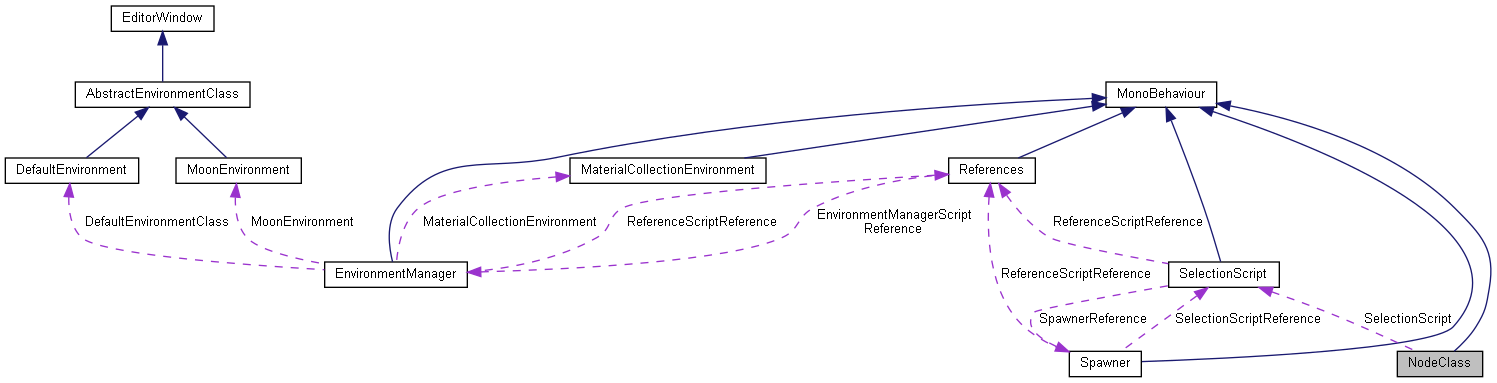 EditorWindow
AbstractEnvironmentClass
MonoBehaviour
DefaultEnvironment
MoonEnvironment
MaterialCollectionEnvironment
References
DefaultEnvironmentClass
MoonEnvironment
MaterialCollectionEnvironment
ReferenceScriptReference
EnvironmentManagerScript
Reference
ReferenceScriptReference
EnvironmentManager
ReferenceScriptReference
SelectionScript
SpawnerReference
SelectionScriptReference
SelectionScript
Spawner
NodeClass